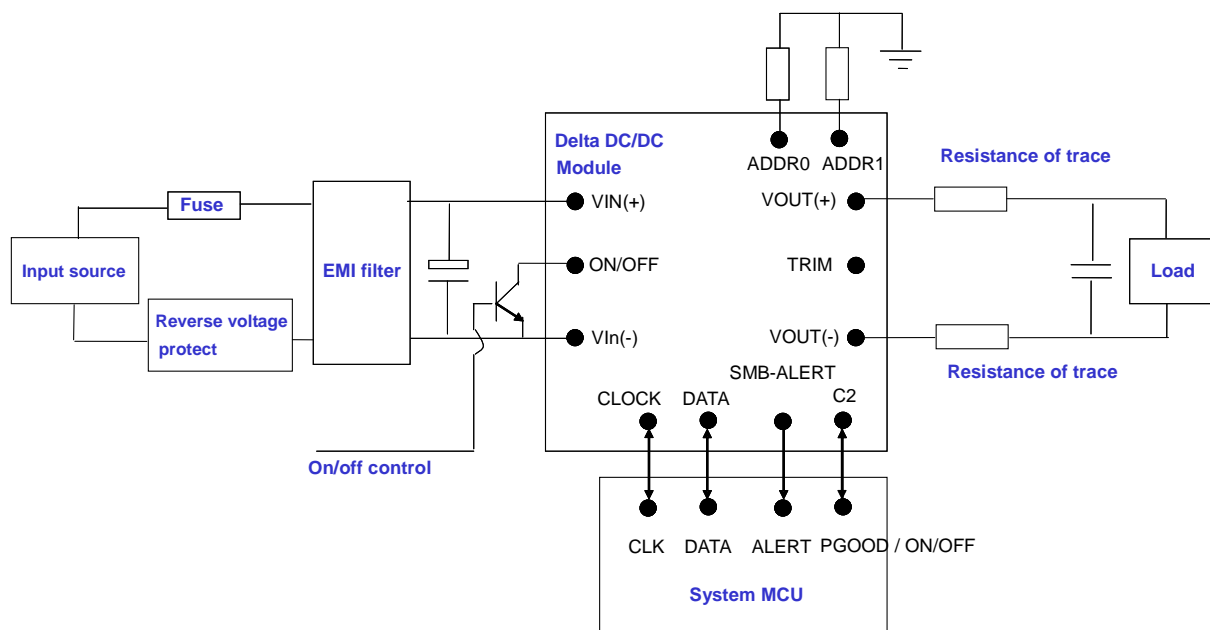 Delta DC/DC
Module
ADDR0
ADDR1
Resistance of trace
Fuse
VIN(+)
VOUT(+)
Input source
EMI filter
ON/OFF
TRIM
Load
Reverse voltage
protect
VIn(-)
VOUT(-)
Resistance of trace
SMB-ALERT
CLOCK
DATA
C2
On/off control
CLK
DATA
ALERT
PGOOD / ON/OFF
System MCU